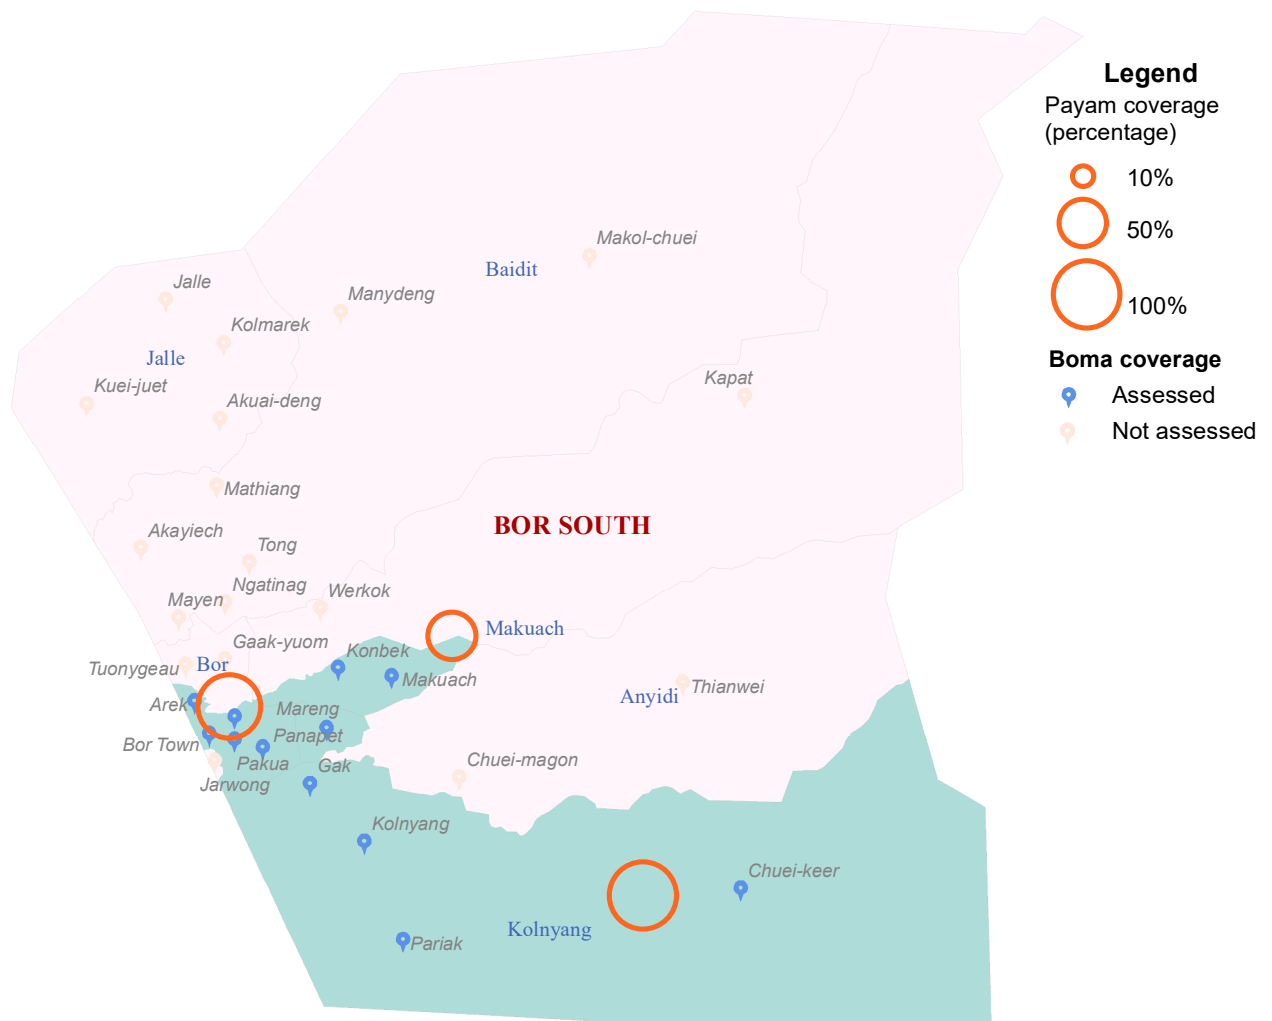 Legend
Payam coverage
(percentage)
10%
50%
100%
Boma coverage
Assessed
Not assessed
Makol-chuei
Baidit
Jalle
Manydeng
Kolmarek
Jalle
Kuei-juet
Kapat
Akuai-deng
Mathiang
BOR SOUTH
Akayiech
Tong
Ngatinag
Mayen
Werkok
Makuach
Gaak-yuom
Konbek
Tuonygeau
Bor
Makuach
Thianwei
Anyidi
Arek
Mareng
Panapet
Bor Town
Pakua
Gak
Chuei-magon
Jarwong
Kolnyang
Chuei-keer
Kolnyang
Pariak